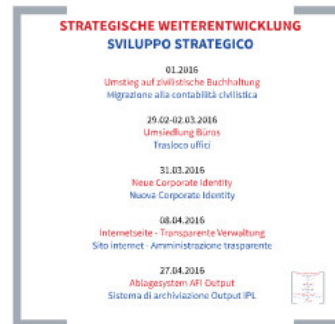 STRATEGISCHE WEITERENTWICKLUNG
SVILUPPO STRATEGICO
01.2016
Umstieg auf zivilistische Buchhaltung
Migrazione alla contabilità civilistica
29.02-02.03.2016
Umsiedlung Büros
Trasloco uffici
31.03.2016
Neue Corporate Identity
Nuova Corporate Identity
08.04.2016
Internetseite - Transparente Verwaltung
Sito internet - Amministrazione trasparente
27.04.2016
Ablagesystem AFI Output
Sistema di archiviazione Output IPL